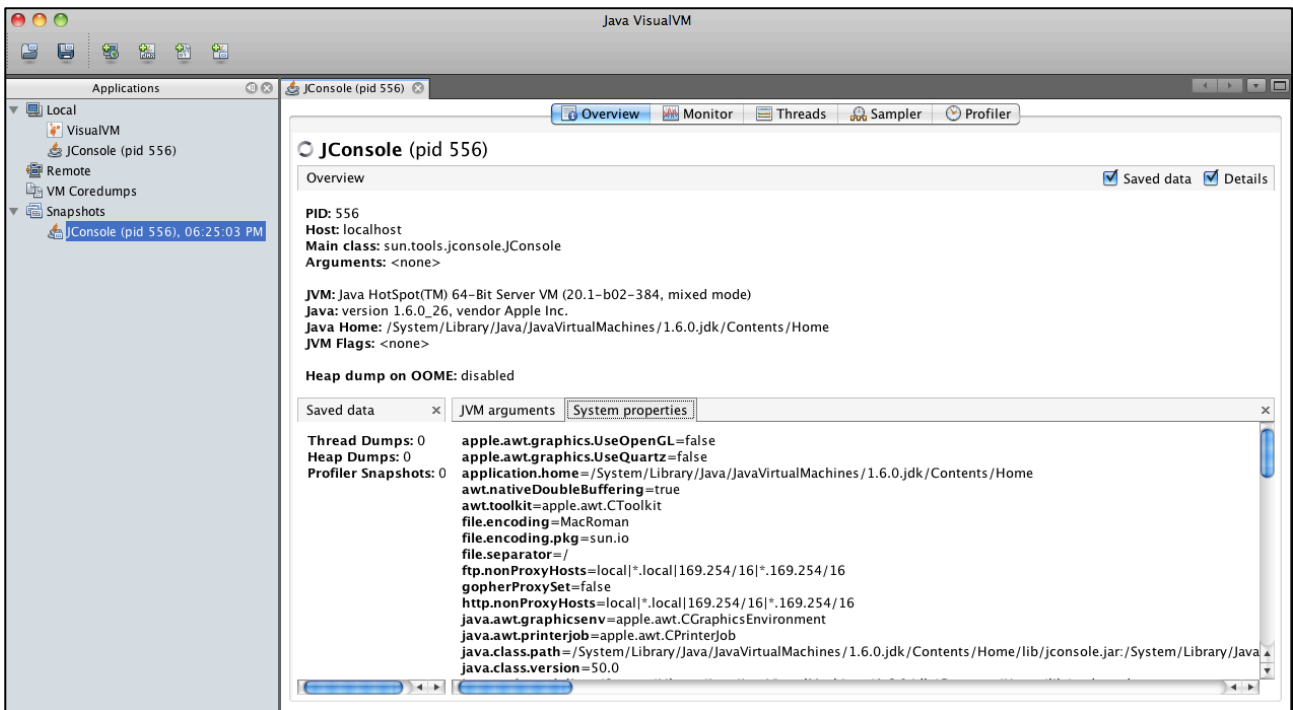 Java VisualVM
Applications
JConsole (pid 556)
Local
VisualVM
JConsole (pid 556)
Remote
VM Coredumps
Snapshots
JConsole (pid 556), 06:25:03 PM
Overview Monitor Threads Sampler Profiler
JConsole (pid 556)
Overview Saved data Details
PID: 556
Host: localhost
Main class: sun.tools.jconsole.JConsole
Arguments: <none>
JVM: Java HotSpot(TM) 64-Bit Server VM (20.1-b02-384, mixed mode)
Java: version 1.6.0_26, vendor Apple Inc.
Java Home: /System/Library/Java/JavaVirtualMachines/1.6.0.jdk/Contents/Home
JVM Flags: <none>
Heap dump on OOME: disabled
Saved data
Thread Dumps: 0
Heap Dumps: 0
Profiler Snapshots: 0
JVM arguments System properties
apple.awt.graphics.UseOpenGL=false
apple.awt.graphics.UseQuartz=false
application.home=/System/Library/Java/JavaVirtualMachines/1.6.0.jdk/Contents/Home
awt.nativeDoubleBuffering=true
awt.toolkit=apple.awt.CToolkit
file.encoding=MacRoman
file.encoding.pkg=sun.io
file.separator=/
ftp.nonProxyHosts=local|*.local|169.254/16|*.169.254/16
gopherProxySet=false
http.nonProxyHosts=local|*.local|169.254/16|*.169.254/16
java.awt.graphicsenv=apple.awt.CGraphicsEnvironment
java.awt.printerjob=apple.awt.CPrinterJob
java.class.path=/System/Library/Java/JavaVirtualMachines/1.6.0.jdk/Contents/Home/lib/jconsole.jar:/System/Library/Java
java.class.version=50.0